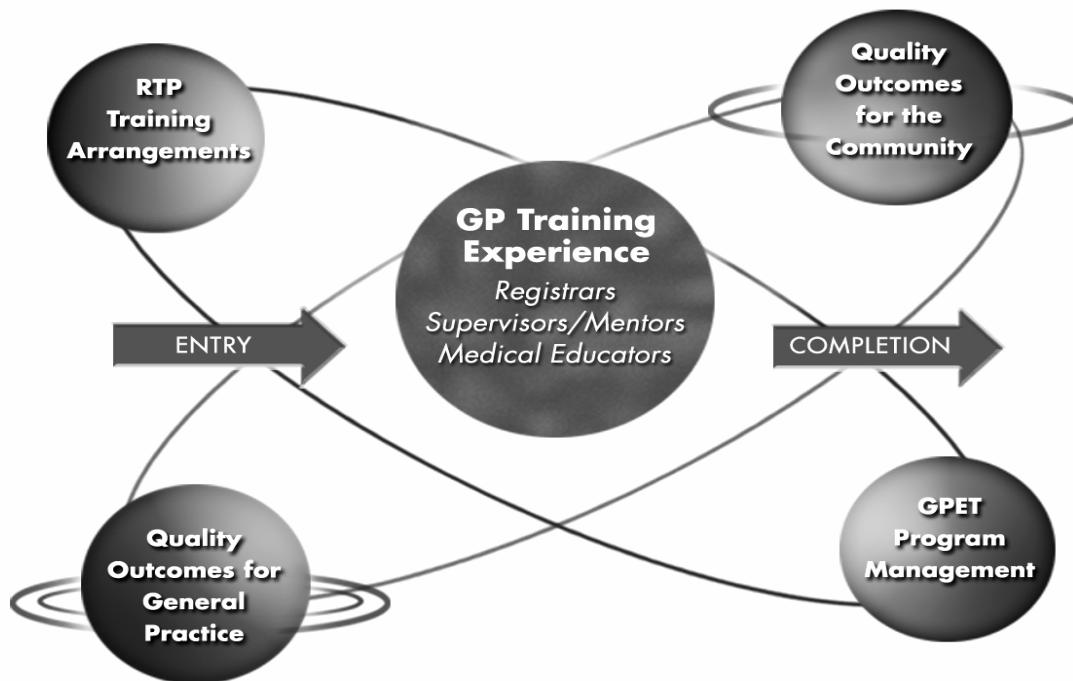 RTP
Training
Arrangements
Quality
Outcomes
for the
Community
GP Training
Experience
Registrars
Supervisors/Mentors
Medical Educators
ENTRY
COMPLETION
Quality
Outcomes for
General
Practice
GPET
Program
Management